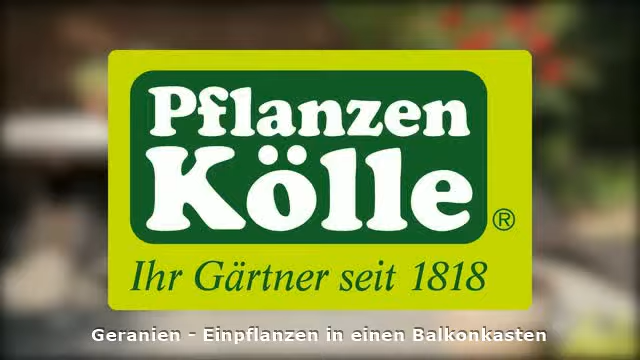 Pflanzen
Kölle
®
Ihr Gärtner seit 1818
Geranien - Einpflanzen in einen Balkonkasten